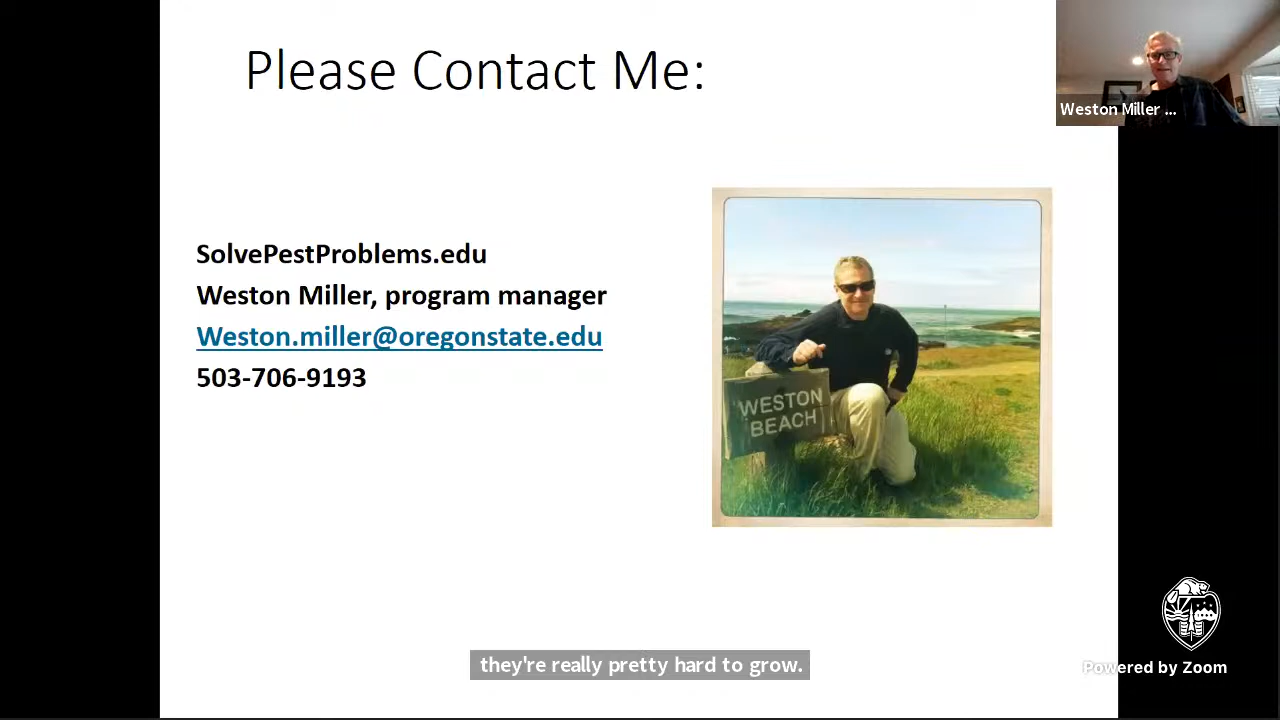 Please Contact Me:
Weston Miller ...
SolvePestProblems.edu
Weston Miller, program manager
Weston.miller@oregonstate.edu
503-706-9193
WESTON
BEACH
they're really pretty hard to grow.
Powered by Zoom